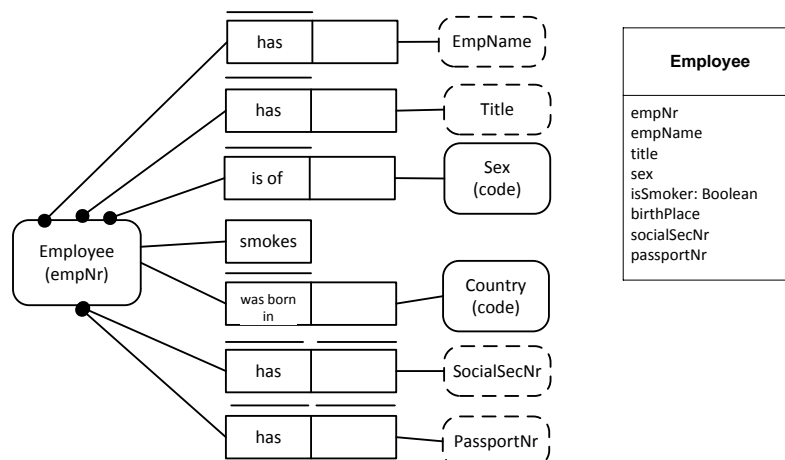 has
EmpName
has
Title
is of
Sex
(code)
Employee
(empNr)
smokes
was born
in
Country
(code)
has
SocialSecNr
has
PassportNr
Employee
empNr
empName
title
sex
isSmoker: Boolean
birthPlace
socialSecNr
passportNr